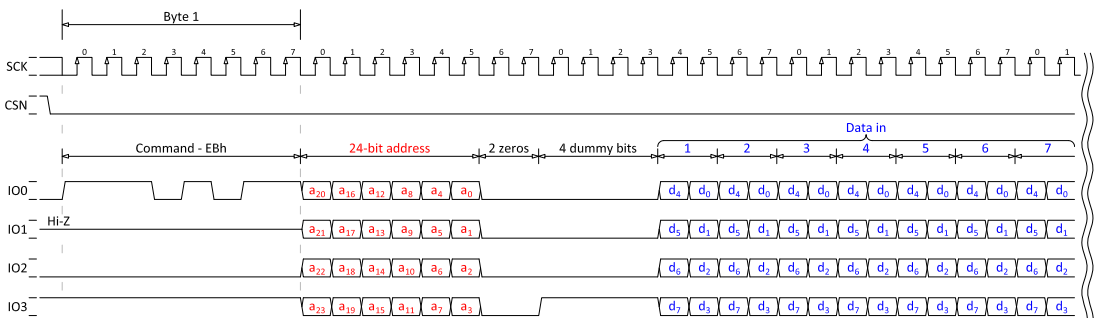 Byte 1
0 1 2 3 4 5 6 7 0 1 2 3 4 5 6 7 0 1 2 3 4 5 6 7 0 1 2 3 4 5 6 7 0 1
SCK
CSN
Data in
Command - EBh 24-bit address 2 zeros 4 dummy bits 1 2 3 4 5 6 7
IO0 a20 a16 a12 a8 a4 a0 d4 d0 d4 d0 d4 d0 d4 d0 d4 d0 d4 d0 d4 d0
Hi-Z
IO1 a21 a17 a13 a9 a5 a1 d5 d1 d5 d1 d5 d1 d5 d1 d5 d1 d5 d1 d5 d1
IO2 a22 a18 a14 a10 a6 a2 d6 d2 d6 d2 d6 d2 d6 d2 d6 d2 d6 d2 d6 d2
IO3 a23 a19 a15 a11 a7 a3 d7 d3 d7 d3 d7 d3 d7 d3 d7 d3 d7 d3 d7 d3